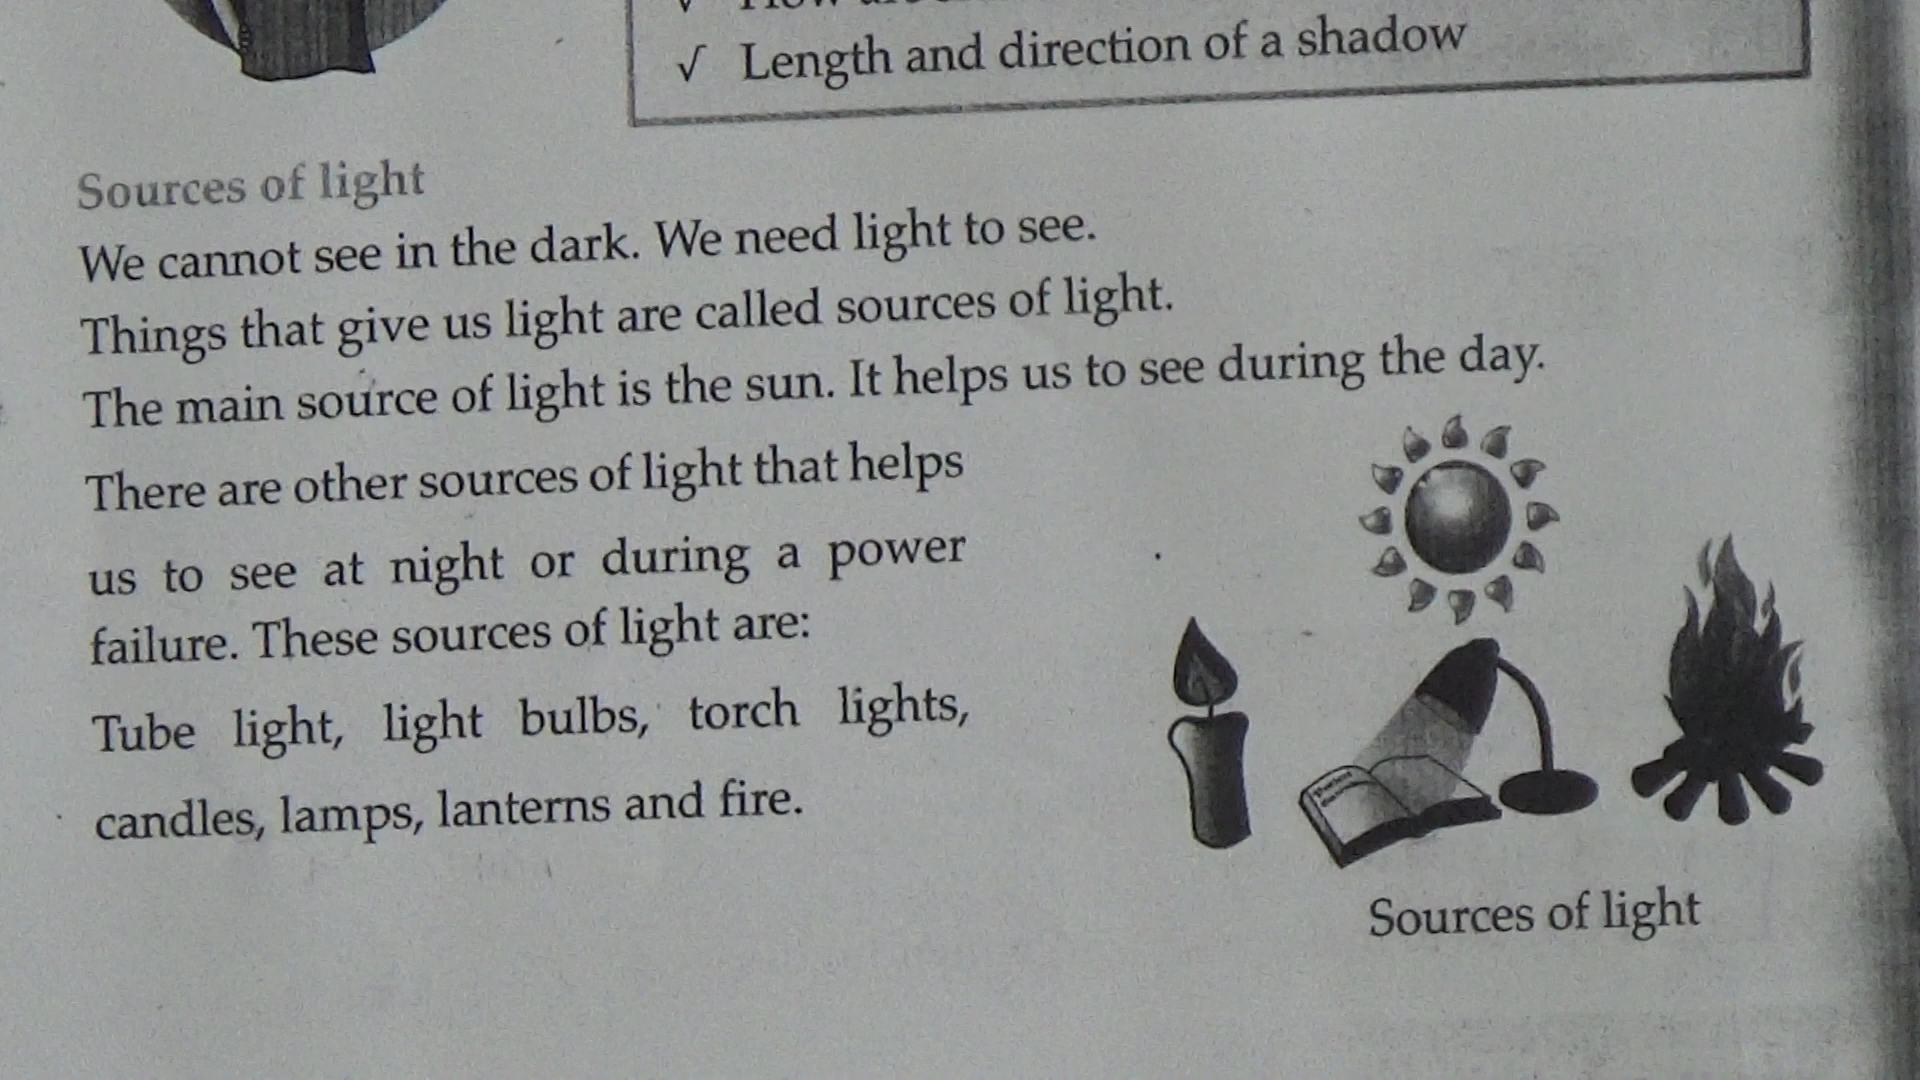 √ Length and direction of a shadow
Sources of light
We cannot see in the dark. We need light to see.
Things that give us light are called sources of light.
The main source of light is the sun. It helps us to see during the day.
There are other sources of light that helps
us to see at night or during a power
failure. These sources of light are:
Tube light, light bulbs, torch lights,
candles, lamps, lanterns and fire.
Sources of light